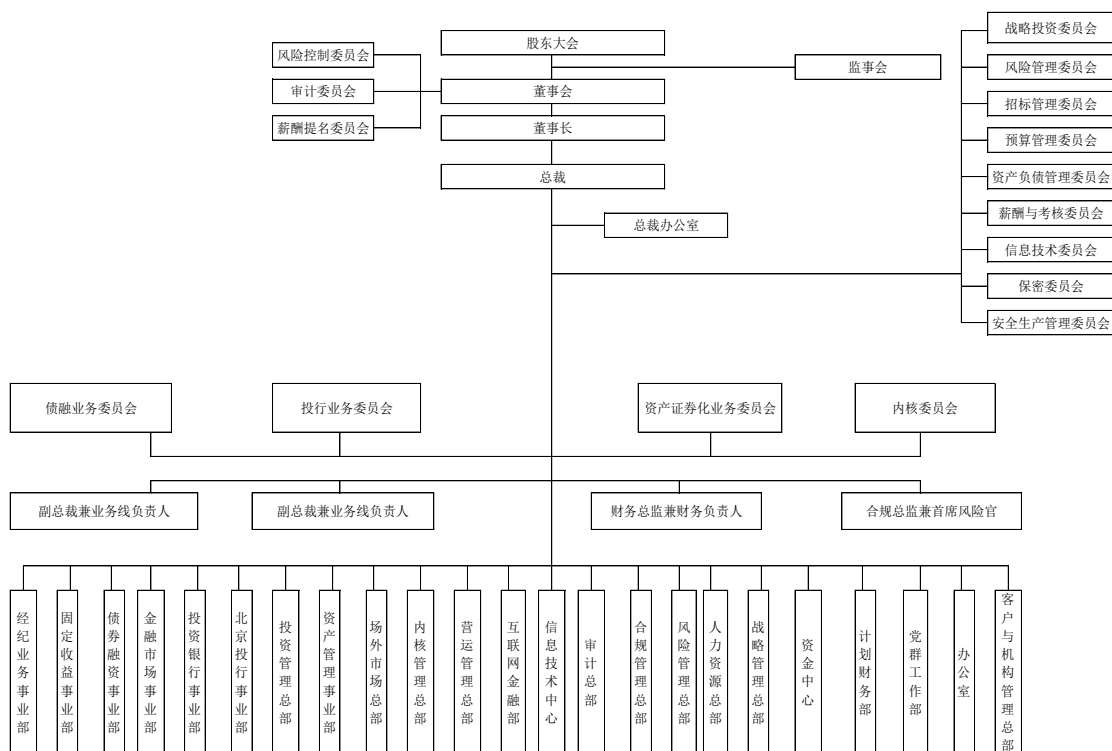 股东大会
监事会
风险控制委员会
审计委员会
薪酬提名委员会
董事会
董事长
总裁
总裁办公室
战略投资委员会
风险管理委员会
招标管理委员会
预算管理委员会
资产负债管理委员会
薪酬与考核委员会
信息技术委员会
保密委员会
安全生产管理委员会
债融业务委员会
投行业务委员会
资产证券化业务委员会
内核委员会
副总裁兼业务线负责人
副总裁兼业务线负责人
财务总监兼财务负责人
合规总监兼首席风险官
经纪业务事业部
固定收益事业部
债券融资事业部
金融市场事业部
投资银行事业部
北京投行事业部
投资管理总部
资产管理事业部
场外市场总部
内核管理总部
营运管理总部
互联网金融部
信息技术中心
审计总部
合规管理总部
风险管理总部
人力资源总部
战略管理总部
资金中心
计划财务部
党群工作部
办公室
客户与机构管理总部